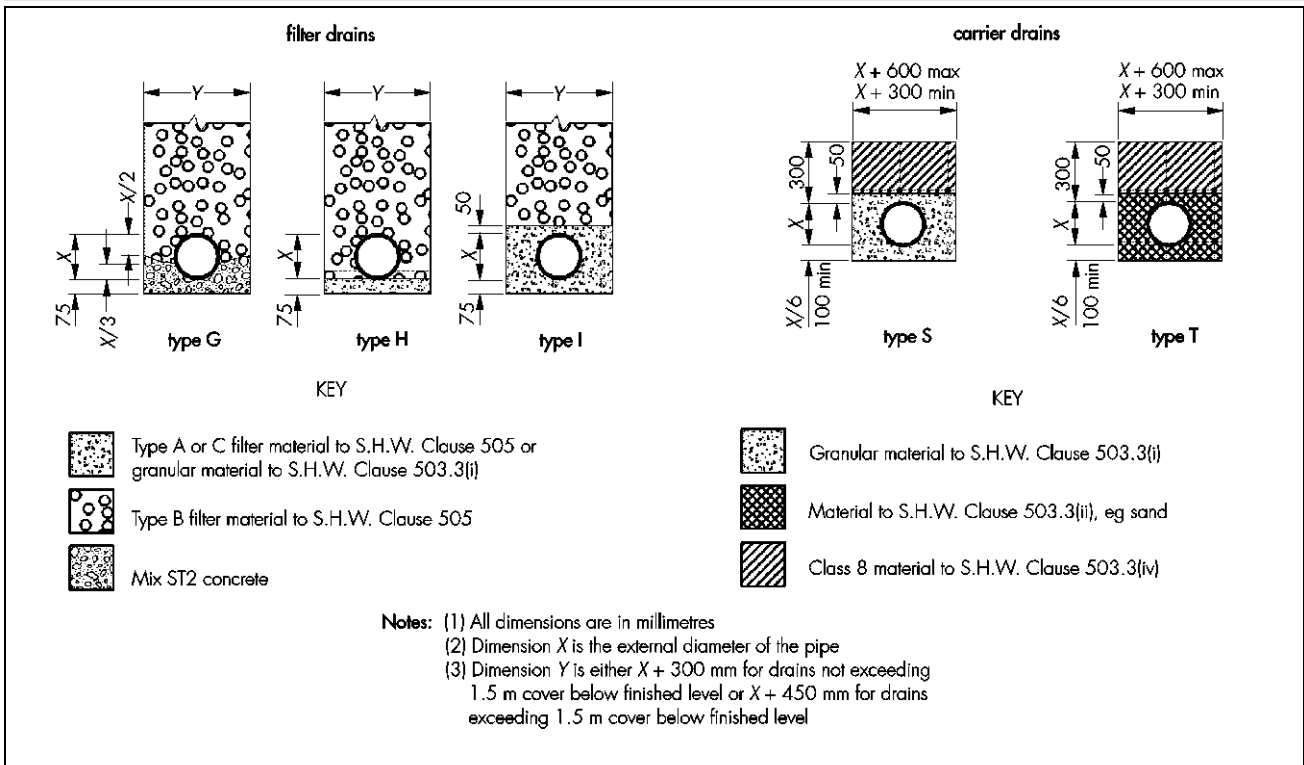 filter drains
carrier drains
Y
Y
Y
X + 600 max
X + 300 min
X + 600 max
X + 300 min
X/2
X
75
X/3
X
75
50
X
75
300
50
X
X/6
100 min
300
50
X
X/6
100 min
type G
type H
type I
type S
type T
KEY
Type A or C filter material to S.H.W. Clause 505 or
granular material to S.H.W. Clause 503.3(i)
Type B filter material to S.H.W. Clause 505
Mix ST2 concrete
KEY
Granular material to S.H.W. Clause 503.3(i)
Material to S.H.W. Clause 503.3(ii), eg sand
Class 8 material to S.H.W. Clause 503.3(iv)
Notes: (1) All dimensions are in millimetres
(2) Dimension X is the external diameter of the pipe
(3) Dimension Y is either X + 300 mm for drains not exceeding
1.5 m cover below finished level or X + 450 mm for drains
exceeding 1.5 m cover below finished level